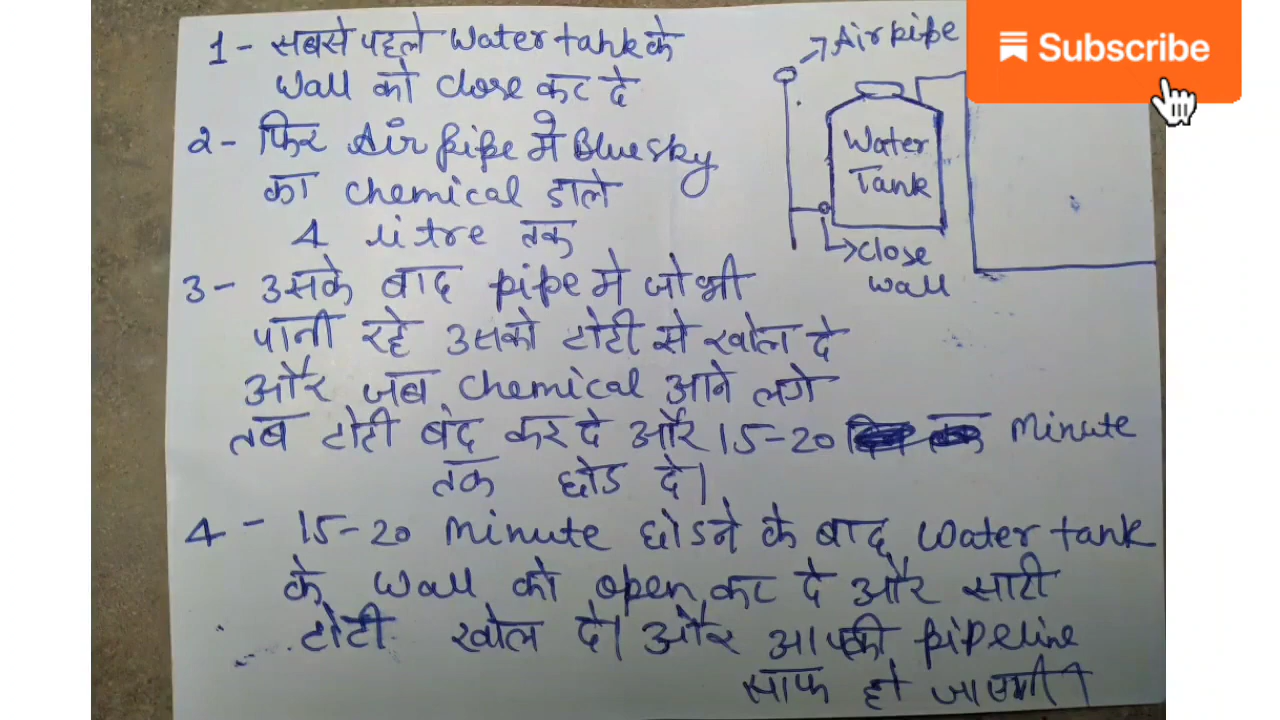 1- सबसे पहले Water tank के
wall को close कर दे
2- फिर Air pipe में Bluesky
का chemical डाले
4 litre तक
3- उसके बाद pipe मे जो भी
पानी रहे उसको टोटी से खोल दे
और जब chemical आने लगे
तब टोटी बंद कर दे और 15-20 Minute
तक छोड दे।
4- 15-20 minute छोडने के बाद water tank
के wall को open कर दे और सारी
टोटी खोल दे। और आपकी pipeline
साफ हो जाएगी।
Air pipe
Water
Tank
close
wall
Subscribe